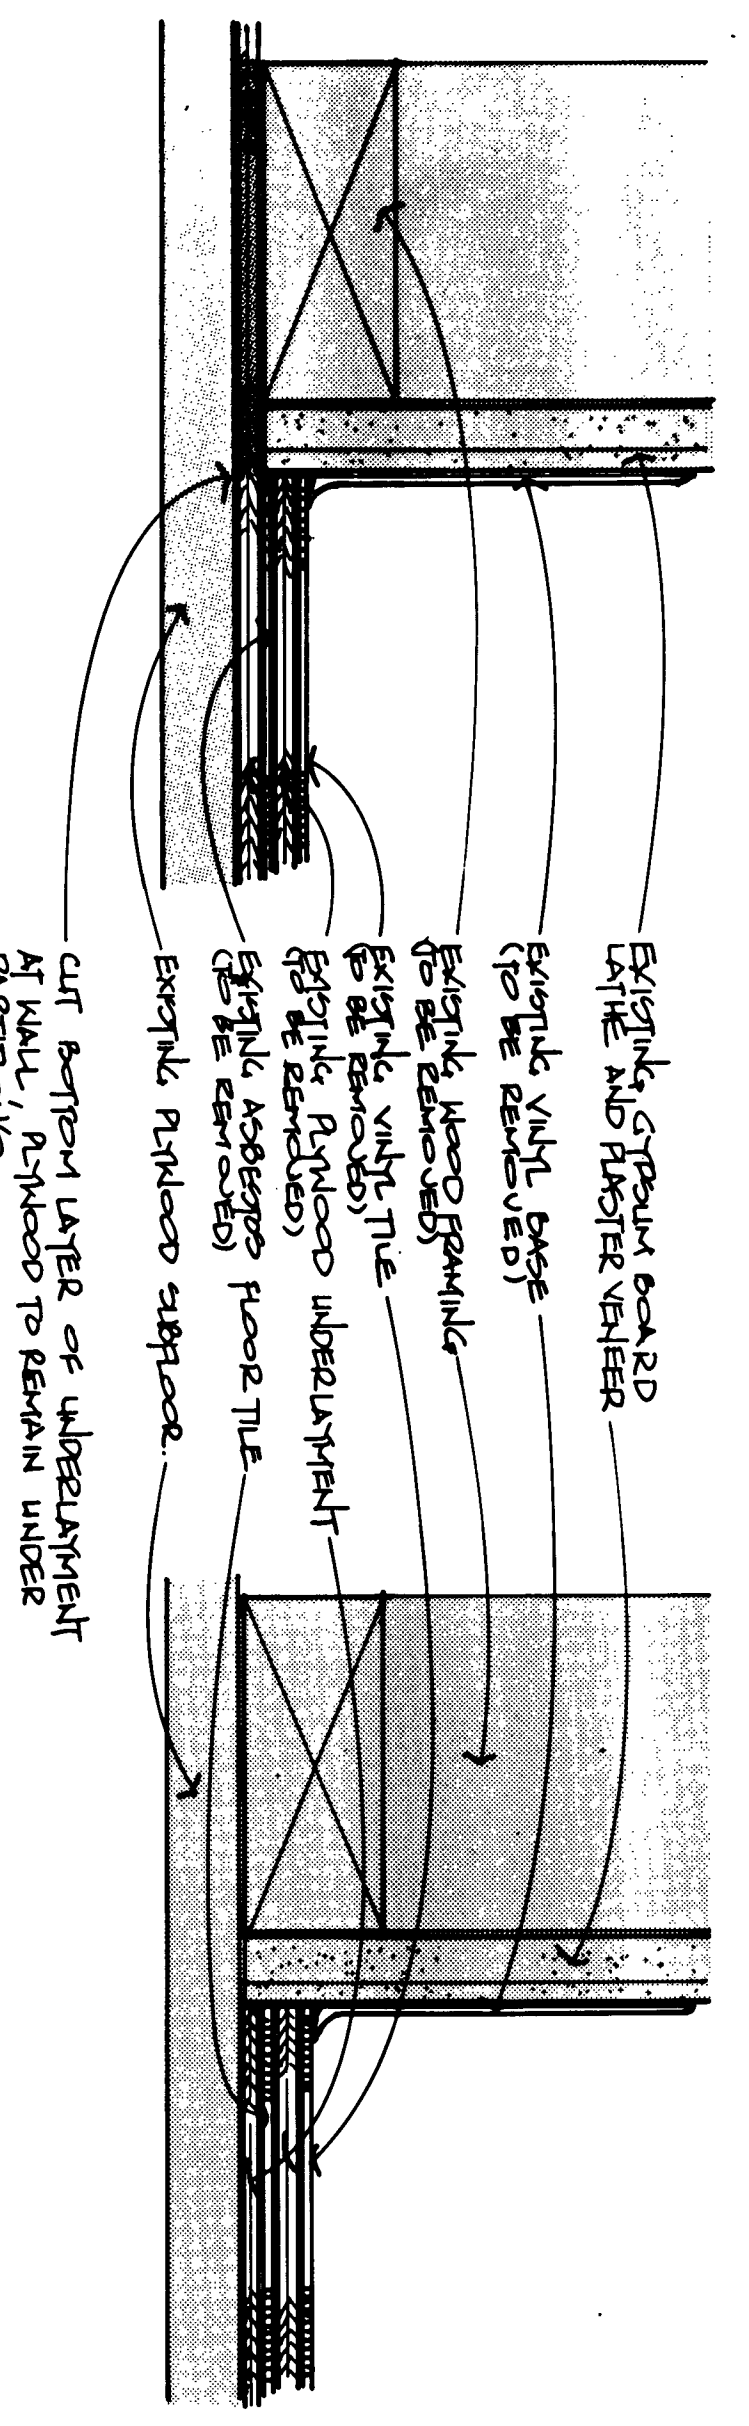 EXISTING GYPSUM BOARD
LATHE AND PLASTER VENEER
EXISTING VINYL BASE
(TO BE REMOVED)
EXISTING WOOD FRAMING
(TO BE REMOVED)
EXISTING VINYL TILE
(TO BE REMOVED)
EXISTING PLYWOOD UNDERLAYMENT
(TO BE REMOVED)
EXISTING ASBESTOS FLOOR TILE
(TO BE REMOVED)
EXISTING PLYWOOD SUBFLOOR
CUT BOTTOM LAYER OF UNDERLAYMENT
AT WALL, PLYWOOD TO REMAIN UNDER